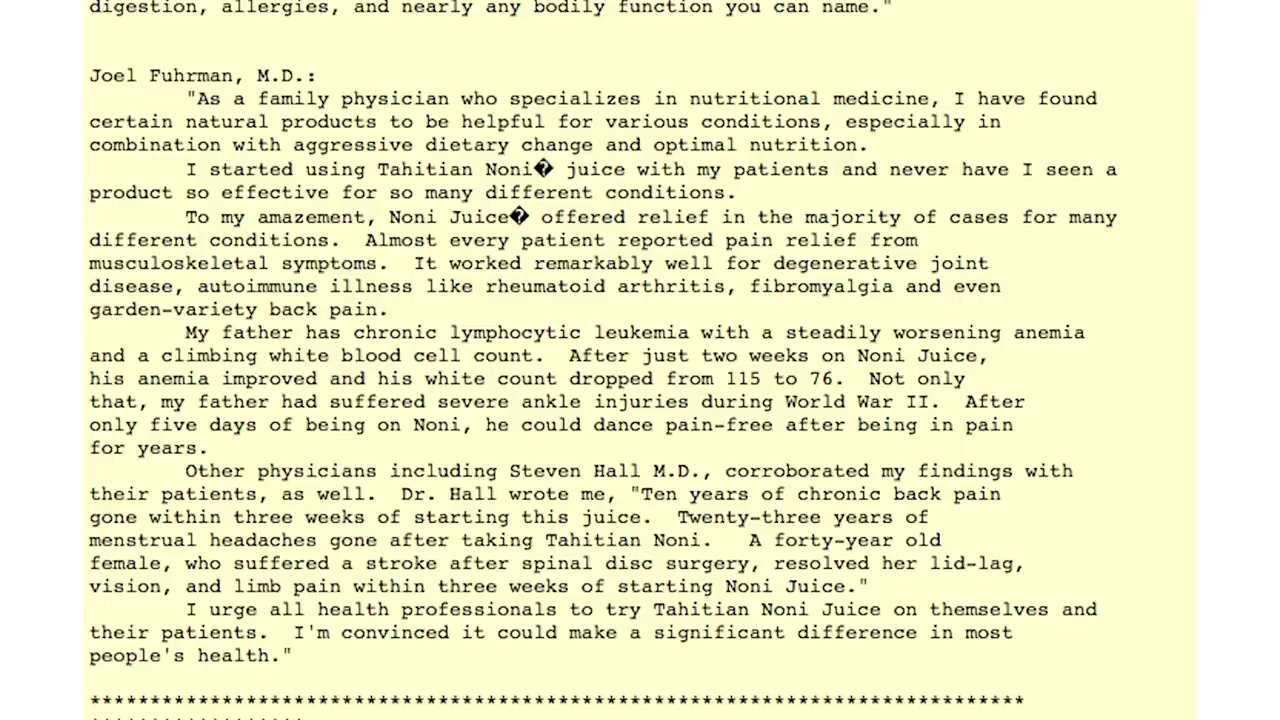 digestion, allergies, and nearly any bodily function you can name."
Joel Fuhrman, M.D.:
"As a family physician who specializes in nutritional medicine, I have found
certain natural products to be helpful for various conditions, especially in
combination with aggressive dietary change and optimal nutrition.
I started using Tahitian Noni� juice with my patients and never have I seen a
product so effective for so many different conditions.
To my amazement, Noni Juice� offered relief in the majority of cases for many
different conditions.  Almost every patient reported pain relief from
musculoskeletal symptoms.  It worked remarkably well for degenerative joint
disease, autoimmune illness like rheumatoid arthritis, fibromyalgia and even
garden-variety back pain.
My father has chronic lymphocytic leukemia with a steadily worsening anemia
and a climbing white blood cell count.  After just two weeks on Noni Juice,
his anemia improved and his white count dropped from 115 to 76.  Not only
that, my father had suffered severe ankle injuries during World War II.  After
only five days of being on Noni, he could dance pain-free after being in pain
for years.
Other physicians including Steven Hall M.D., corroborated my findings with
their patients, as well.  Dr. Hall wrote me, "Ten years of chronic back pain
gone within three weeks of starting this juice.  Twenty-three years of
menstrual headaches gone after taking Tahitian Noni.   A forty-year old
female, who suffered a stroke after spinal disc surgery, resolved her lid-lag,
vision, and limb pain within three weeks of starting Noni Juice."
I urge all health professionals to try Tahitian Noni Juice on themselves and
their patients.  I'm convinced it could make a significant difference in most
people's health."
******************************************************************************